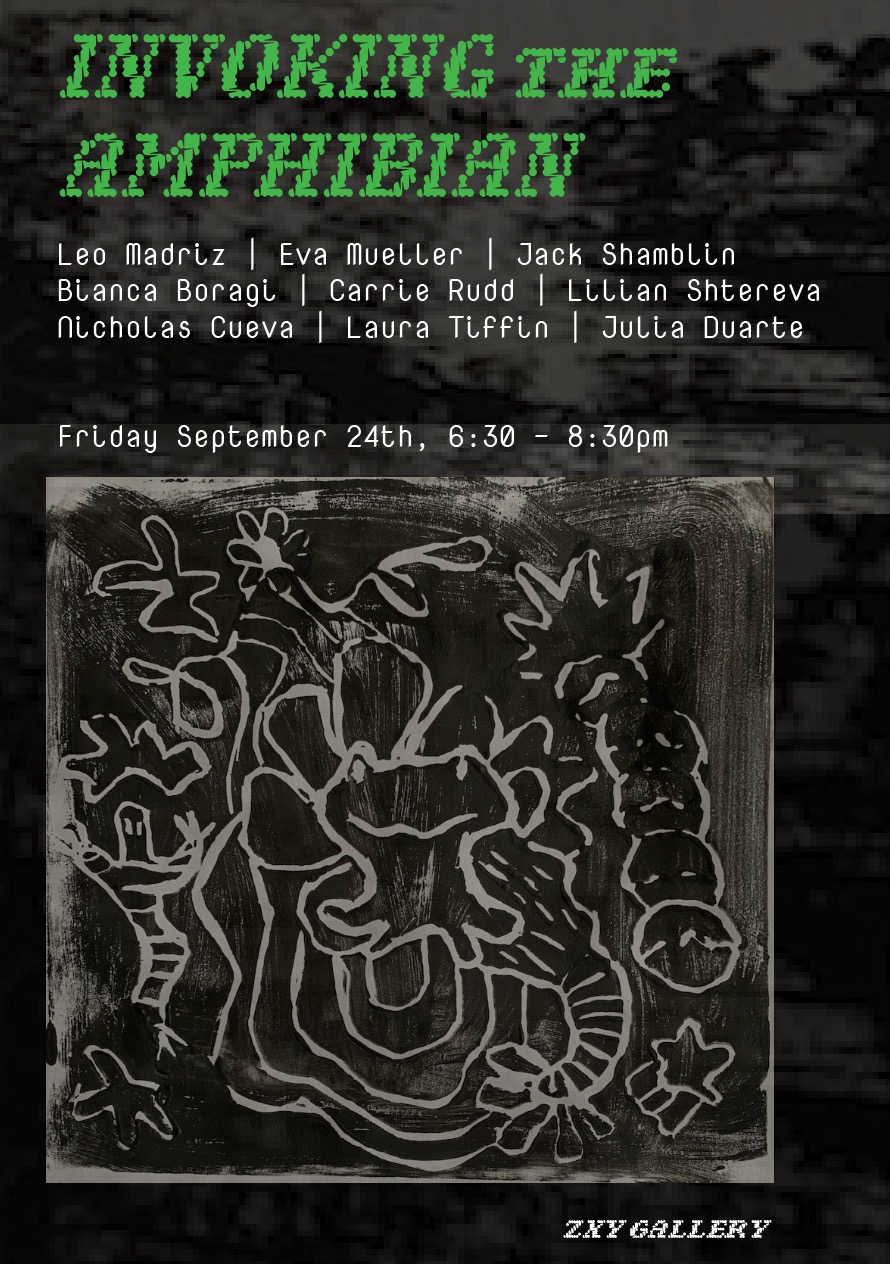 INVOKING THE
AMPHIBIAN
Leo Madriz | Eva Mueller | Jack Shamblin
Bianca Boragi | Carrie Rudd | Lilian Shtereva
Nicholas Cueva | Laura Tiffin | Julia Duarte
Friday September 24th, 6:30 - 8:30pm
ZXY GALLERY